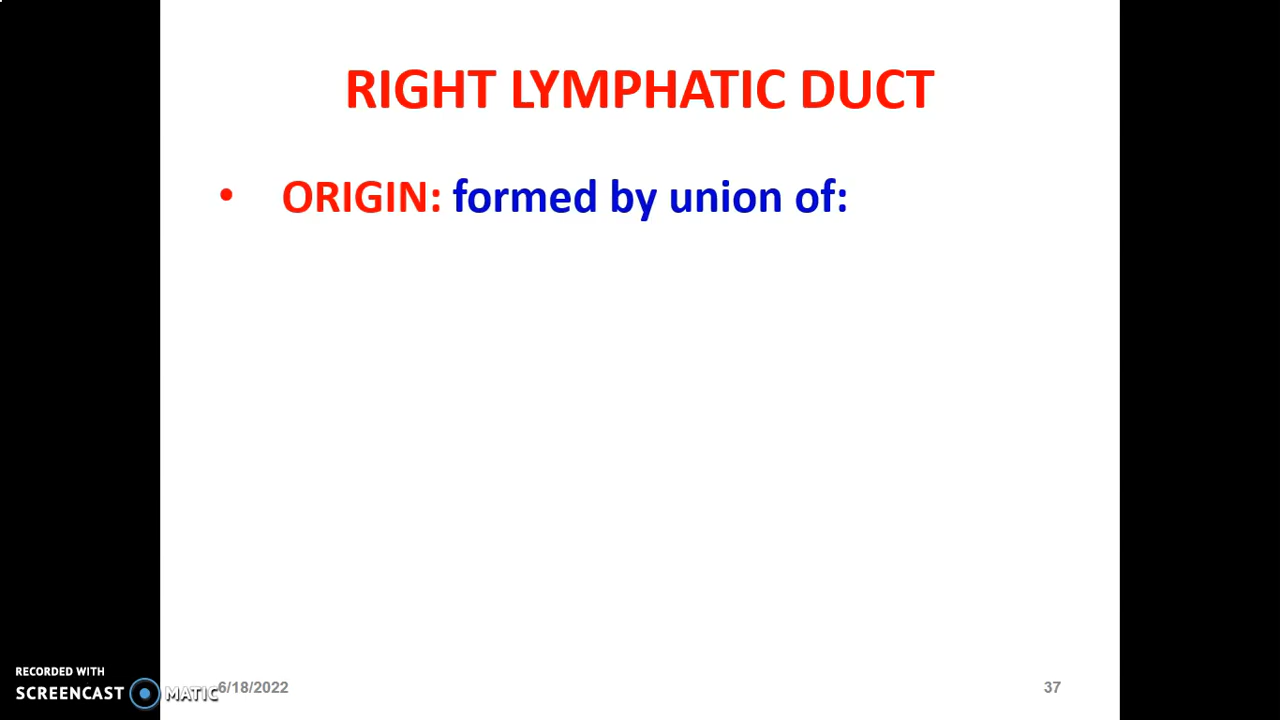 RIGHT LYMPHATIC DUCT
• ORIGIN: formed by union of:
RECORDED WITH
SCREENCAST MATIC
6/18/2022
37